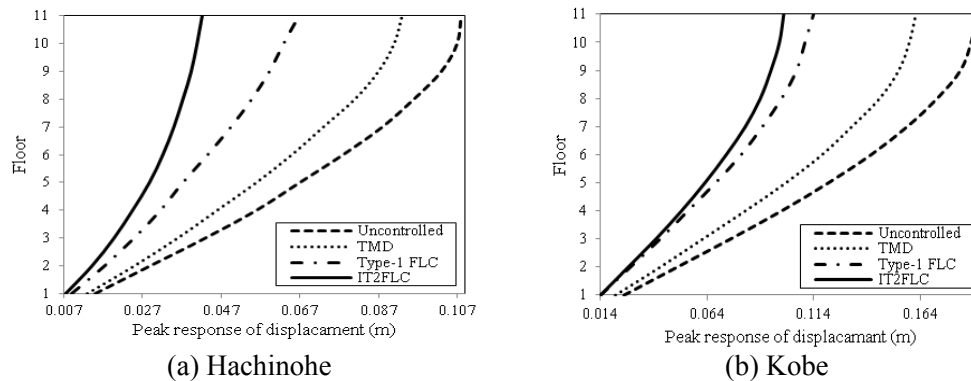 11
10
9
8
7
6
5
4
3
2
1
Floor
Uncontrolled
TMD
Type-1 FLC
IT2FLC
0.007 0.027 0.047 0.067 0.087 0.107
Peak response of displacament (m)
(a) Hachinohe
11
10
9
8
7
6
5
4
3
2
1
Floor
Uncontrolled
TMD
Type-1 FLC
IT2FLC
0.014 0.064 0.114 0.164
Peak response of displacamant (m)
(b) Kobe